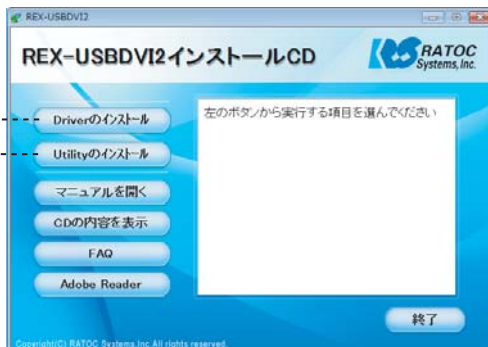 REX-USBDVI2
REX-USBDVI2インストールCD
RATOC
Systems, Inc.
Driverのインストール
Utilityのインストール
マニュアルを開く
CDの内容を表示
FAQ
Adobe Reader
左のボタンから実行する項目を選んでください
終了
Copyright(C) RATOC Systems,Inc.All rights reserved.